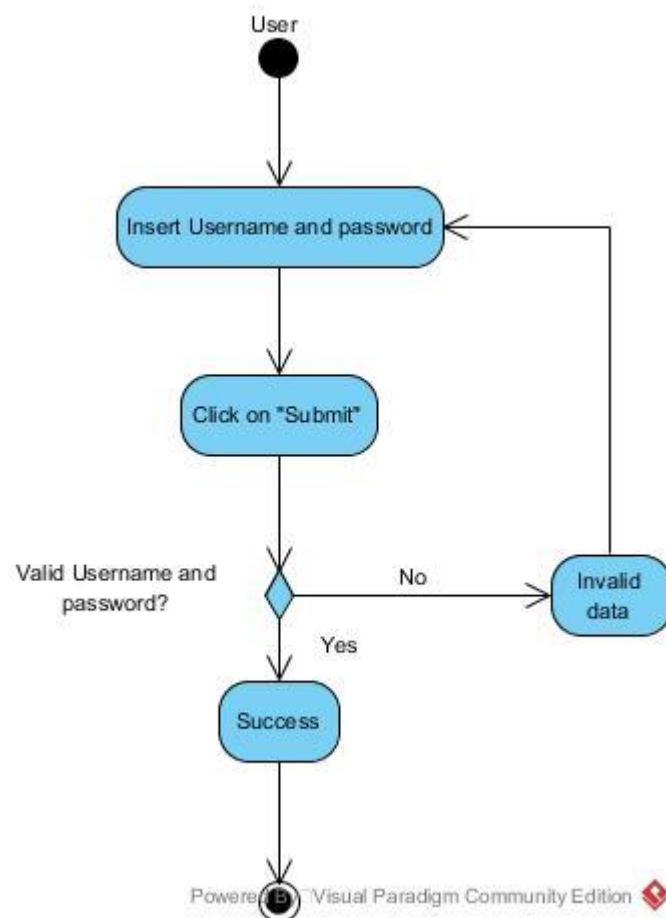 User
Insert Username and password
Click on "Submit"
Valid Username and
password?
No
Invalid
data
Yes
Success
Powered By Visual Paradigm Community Edition